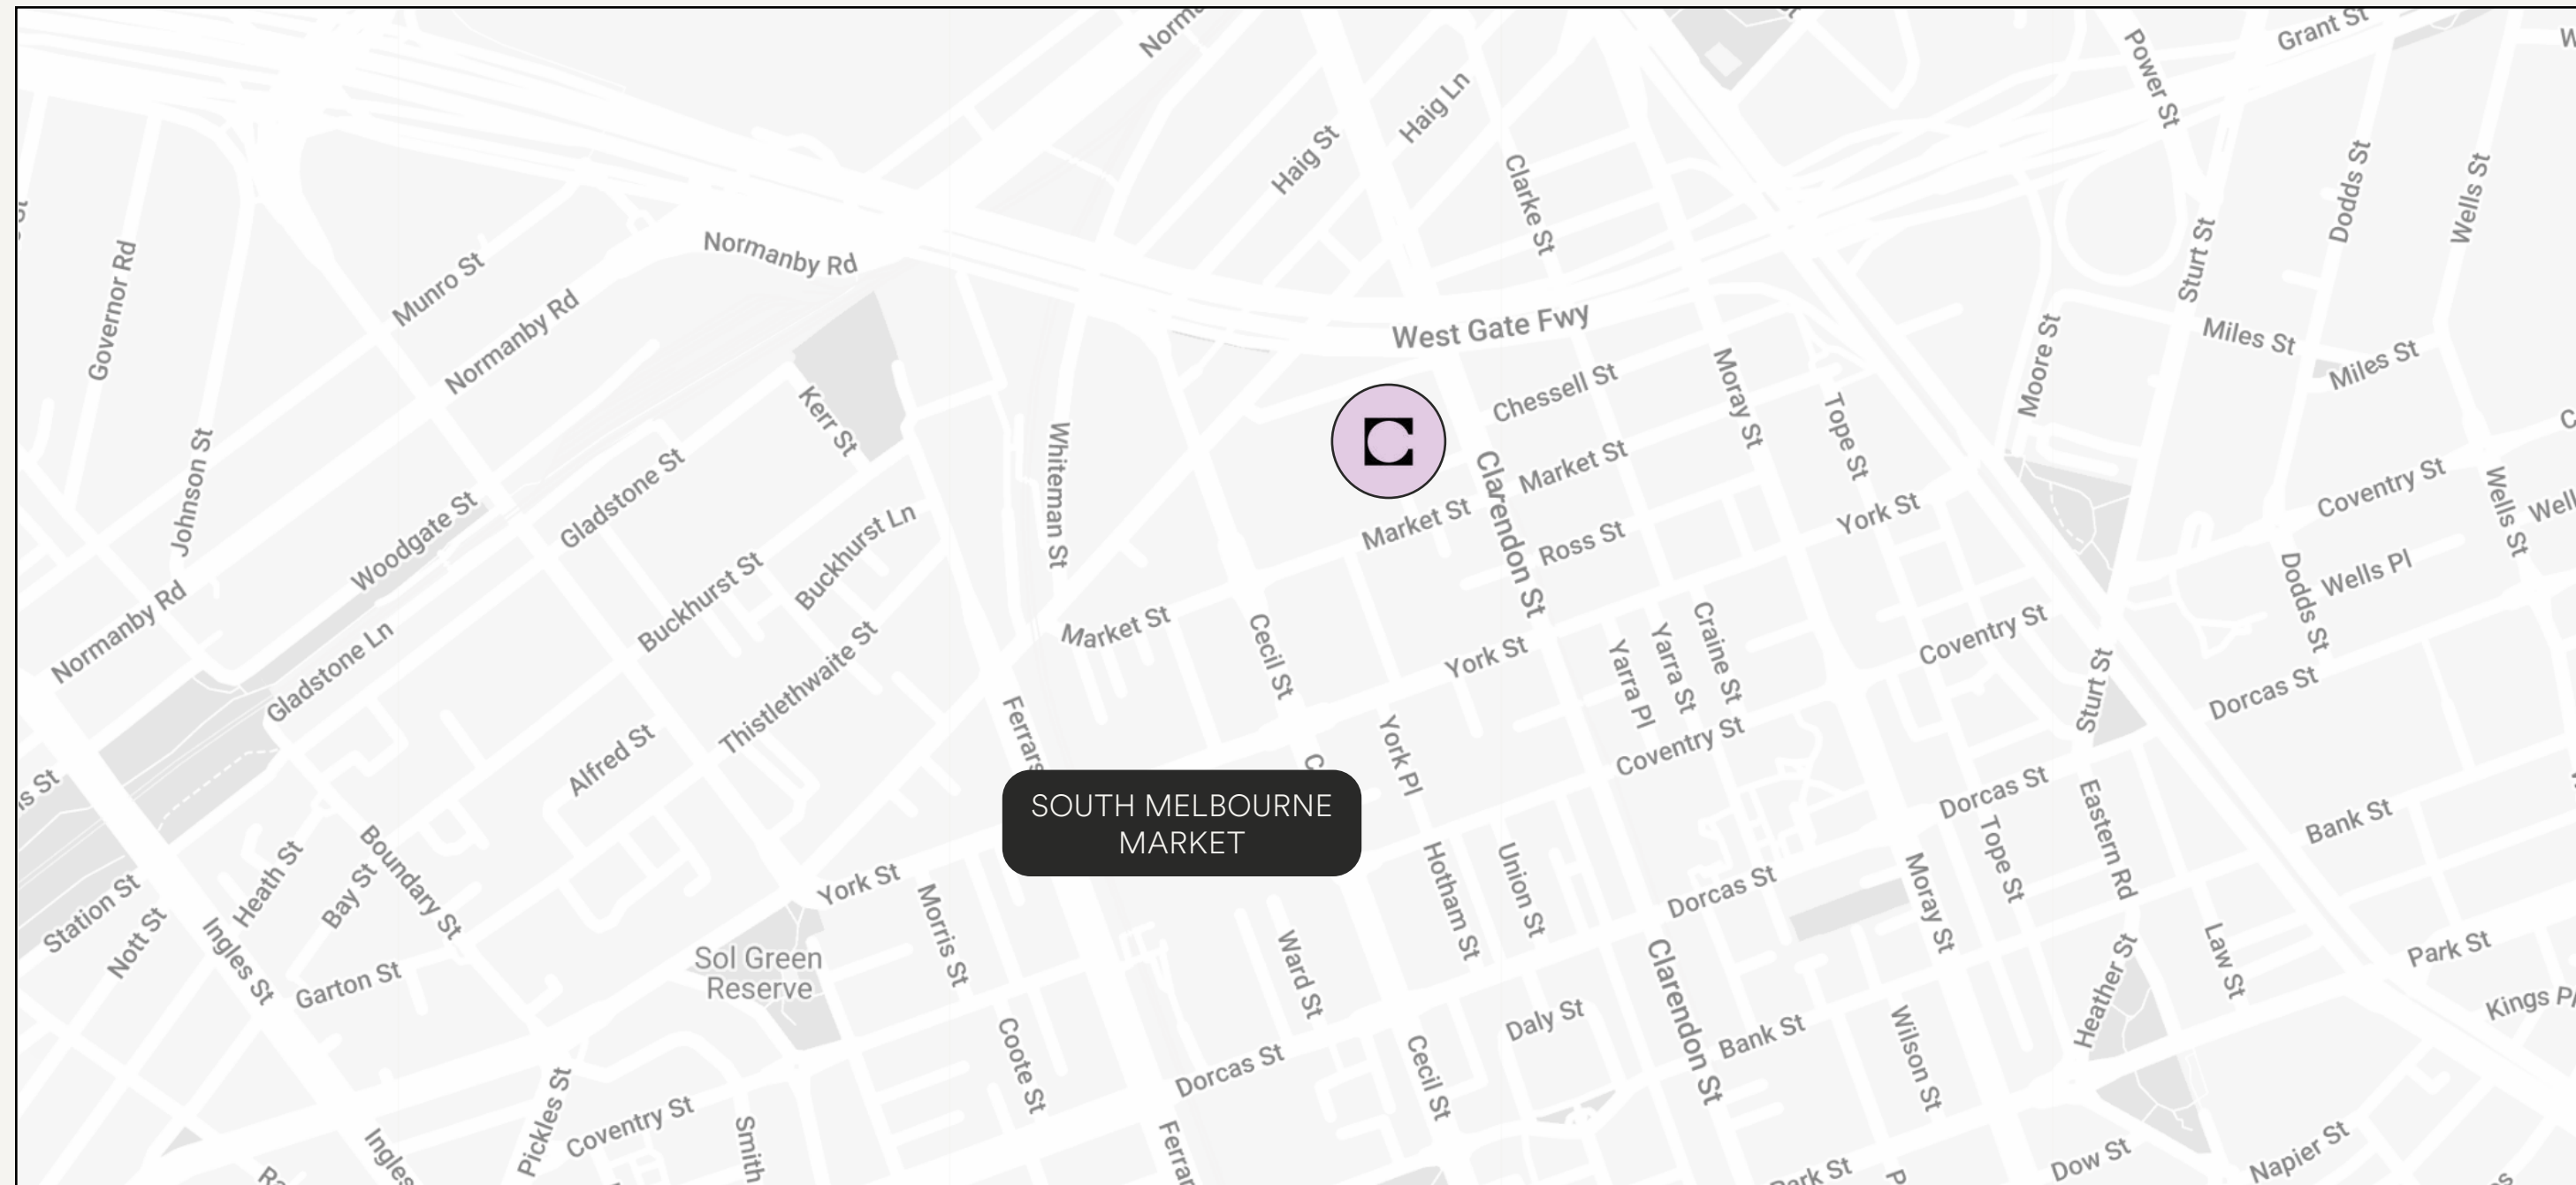 Grant St
Power St
Haig Ln
Haig St
Clarke St
Dodds St
Wells St
Governor Rd
Munro St
Normanby Rd
Normanby Rd
Sturt St
West Gate Fwy
Miles St
Miles St
Moore St
Moray St
Chessell St
Kerr St
Tope St
Johnson St
Whiteman St
Gladstone St
Clarendon St
Market St
Market St
Coventry St
Wells St
Woodgate St
Buckhurst Ln
York St
Ross St
Wells Pl
Dodds St
Buckhurst St
Normanby Rd
Market St
Gladstone Ln
Thistlethwaite St
Cecil St
York St
Yarra Pl
Yarra St
Craine St
Coventry St
Sturt St
Dorcas St
Ferrars
Alfred St
York Pl
Coventry St
SOUTH MELBOURNE
MARKET
Dorcas St
Eastern Rd
Bank St
Tope St
Heath St
Bay St
Boundary St
York St
Morris St
Hotham St
Union St
Dorcas St
Moray St
Station St
Nott St
Ingles St
Garton St
Sol Green
Reserve
Ward St
Clarendon St
Heather St
Law St
Park St
Daly St
Bank St
Wilson St
Coote St
Dorcas St
Cecil St
Pickles St
Coventry St
Smith
Ingles
Dow St
Napier St